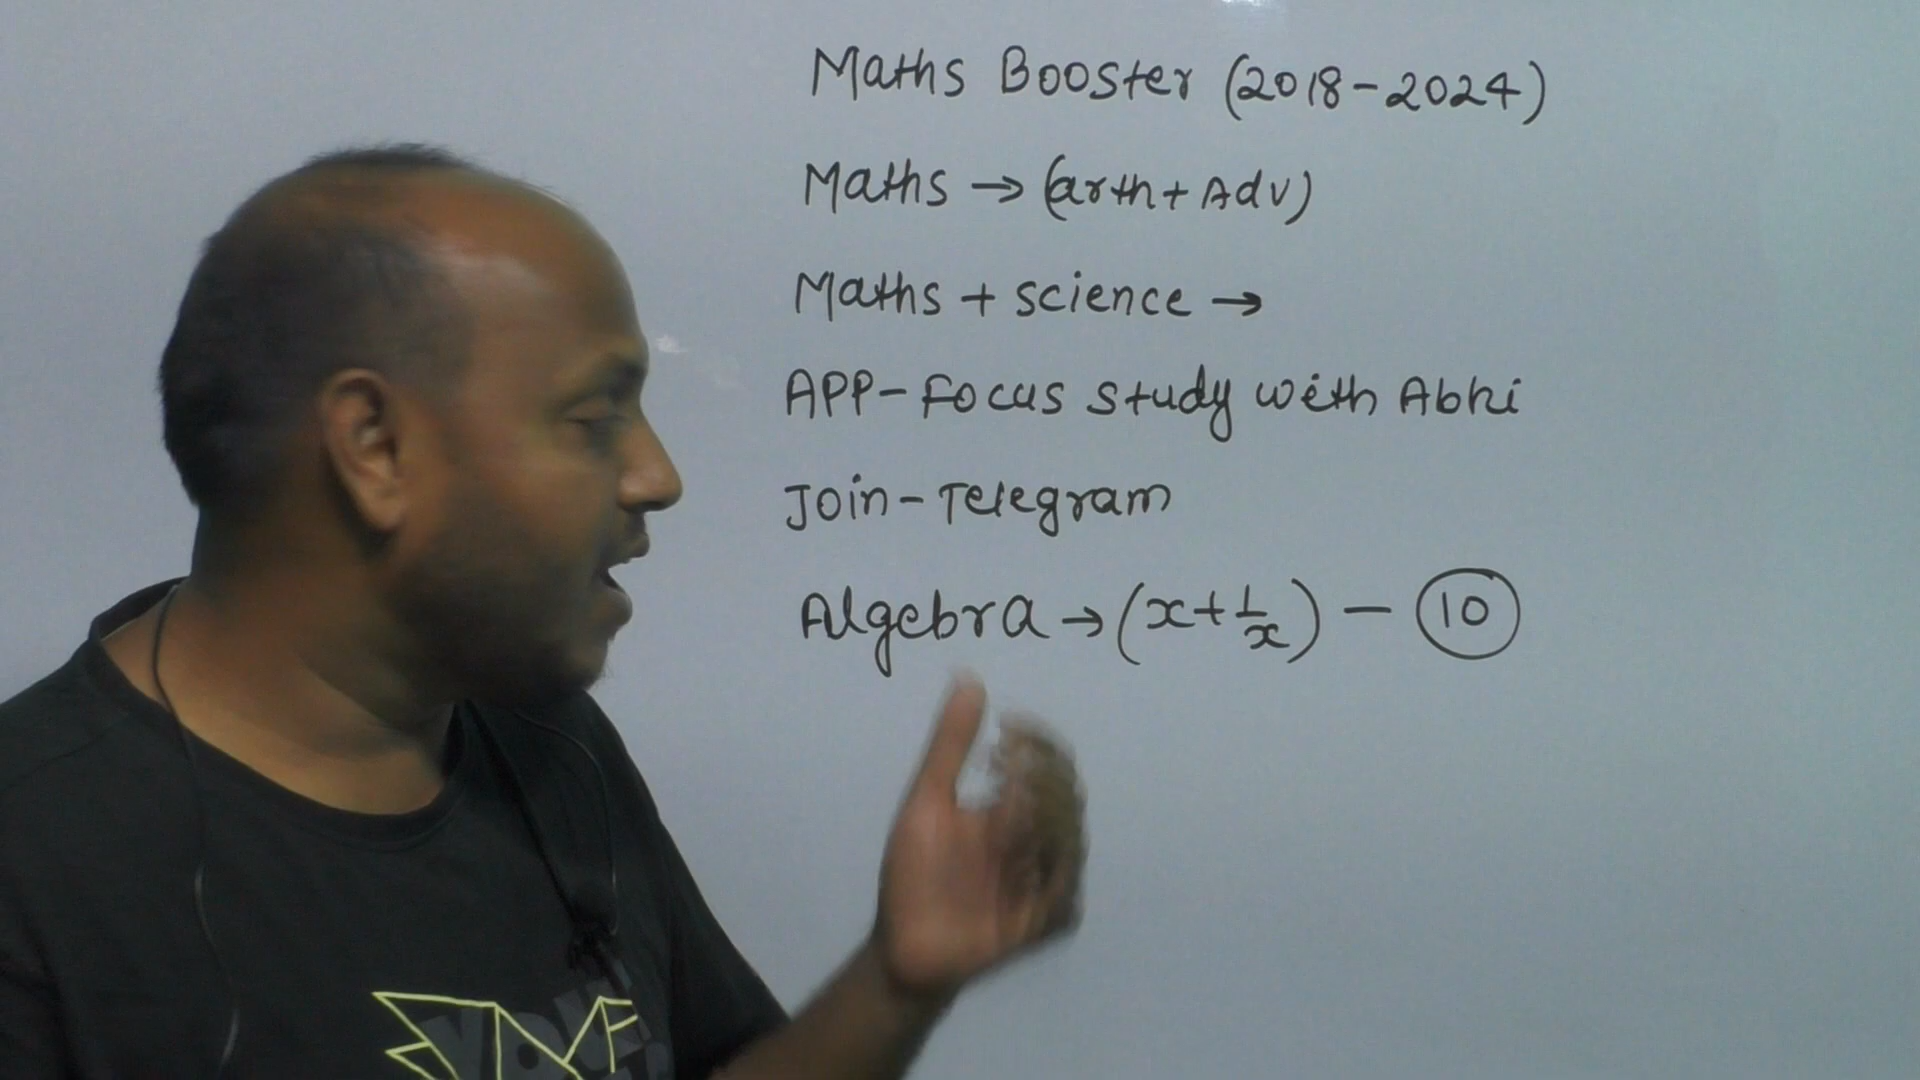 Maths Booster (2018-2024)
Maths → (arth + Adv)
Maths + science →
APP - Focus study with Abhi
Join - Telegram
Algebra → (x + 1/x) - 10